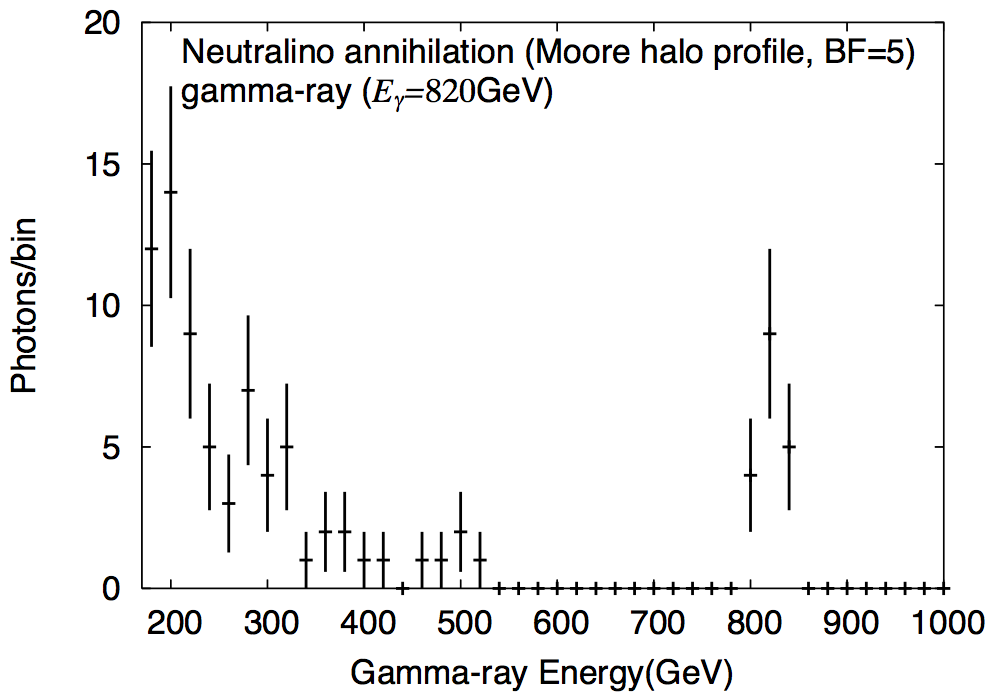 Neutralino annihilation (Moore halo profile, BF=5)
gamma-ray (Eγ=820GeV)
Photons/bin
20
15
10
5
0
200 300 400 500 600 700 800 900 1000
Gamma-ray Energy(GeV)